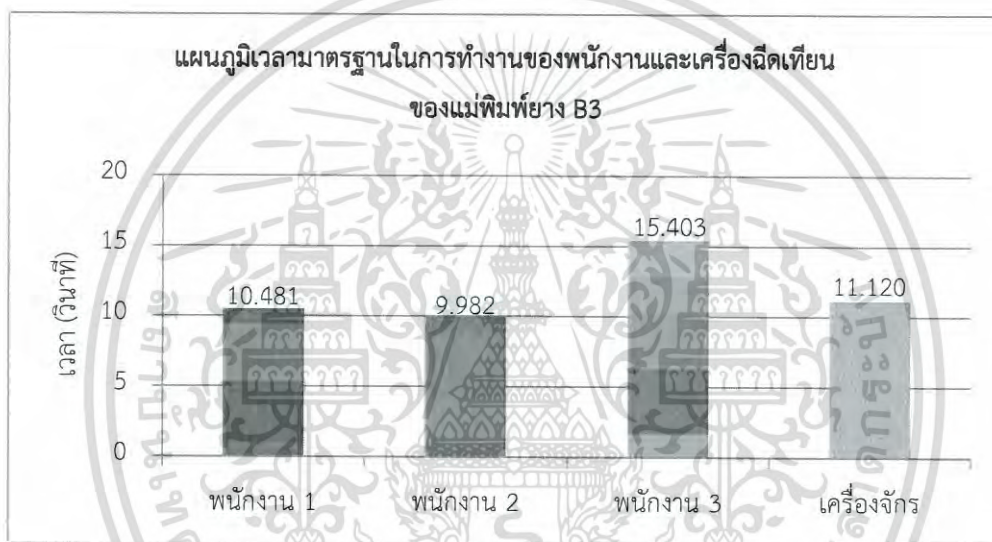 แผนภูมิเวลามาตรฐานในการทำงานของพนักงานและเครื่องฉีดเทียน
ของแม่พิมพ์ยาง B3
เวลา (วินาที)
20
15
10
5
0
10.481
9.982
15.403
11.120
พนักงาน 1
พนักงาน 2
พนักงาน 3
เครื่องจักร